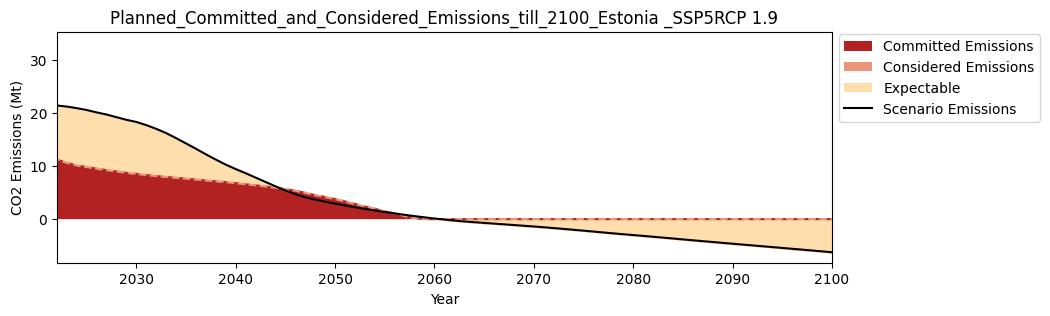 Planned_Committed_and_Considered_Emissions_till_2100_Estonia _SSP5RCP 1.9
30
20
10
0
CO2 Emissions (Mt)
2030 2040 2050 2060 2070 2080 2090 2100
Year
Committed Emissions
Considered Emissions
Expectable
Scenario Emissions